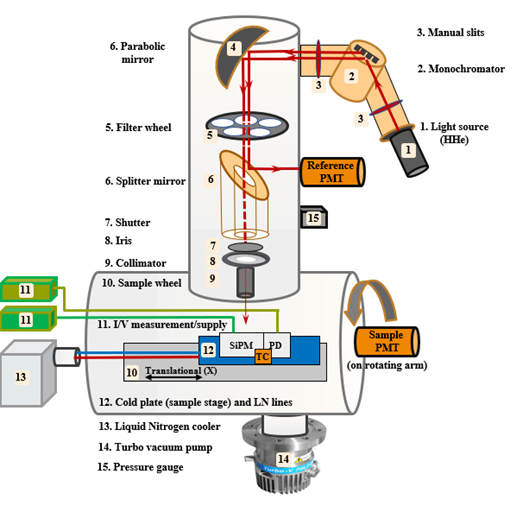 6. Parabolic
mirror
4
3. Manual slits
2. Monochromator
3
2
3
1. Light source
(HHe)
1
5. Filter wheel
5
Reference
PMT
6. Splitter mirror
6
15
7. Shutter
7
8. Iris
8
9. Collimator
9
10. Sample wheel
11
11
11. I/V measurement/supply
SiPM
PD
TC
12
10
Translational (X)
13
Sample
PMT
(on rotating arm)
12. Cold plate (sample stage) and LN lines
13. Liquid Nitrogen cooler
14. Turbo vacuum pump
15. Pressure gauge
14